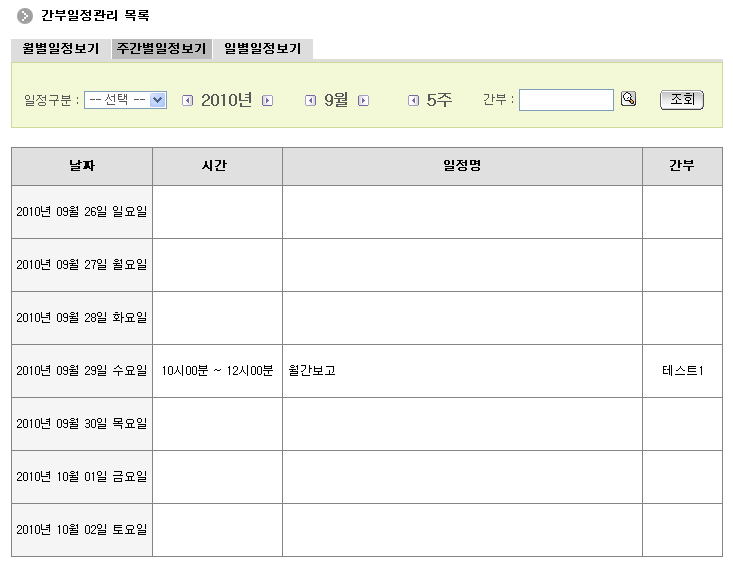 간부일정관리 목록
월별일정보기 주간별일정보기 일별일정보기
일정구분 : -- 선택 -- 2010년 9월 5주 간부 : 조회
날짜 시간 일정명 간부
2010년 09월 26일 일요일
2010년 09월 27일 월요일
2010년 09월 28일 화요일
2010년 09월 29일 수요일 10시00분 ~ 12시00분 월간보고 테스트1
2010년 09월 30일 목요일
2010년 10월 01일 금요일
2010년 10월 02일 토요일